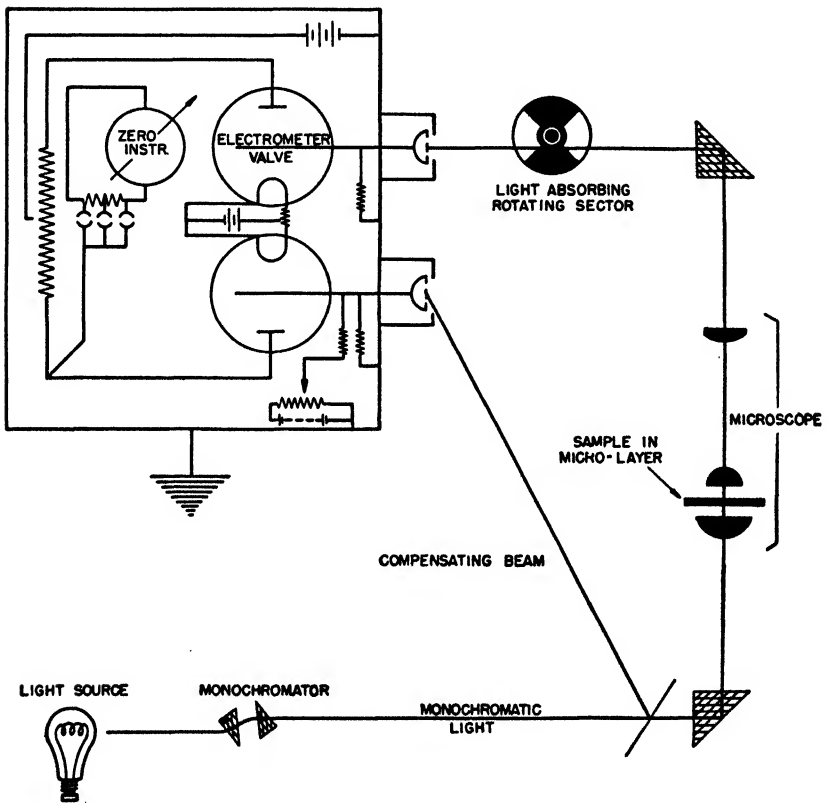 ZERO
INSTR.
ELECTROMETER
VALVE
LIGHT ABSORBING
ROTATING SECTOR
MICROSCOPE
SAMPLE IN
MICRO-LAYER
COMPENSATING BEAM
LIGHT SOURCE
MONOCHROMATOR
MONOCHROMATIC
LIGHT